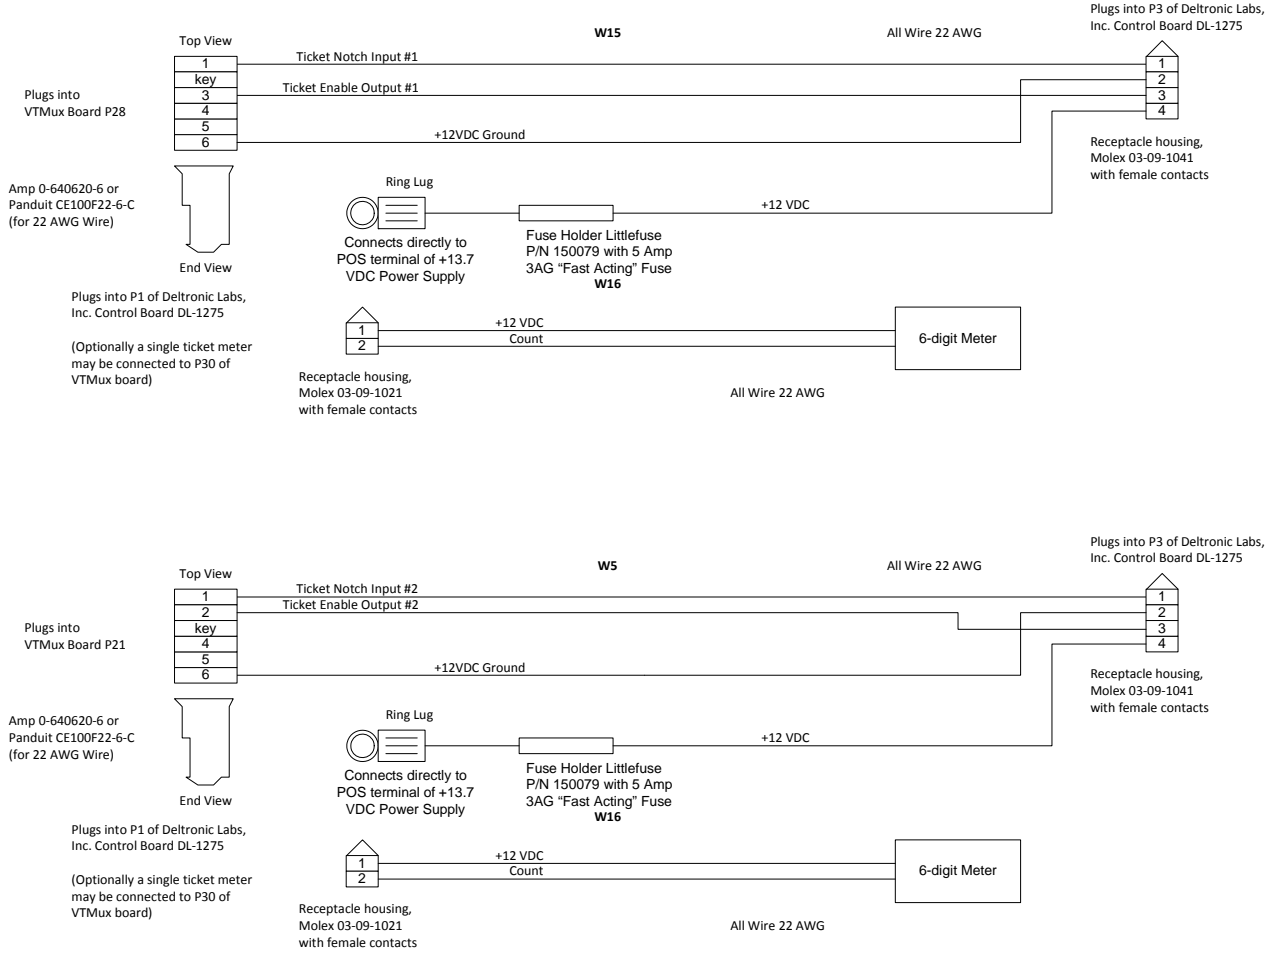 W15
All Wire 22 AWG
Plugs into P3 of Deltronic Labs,
Inc. Control Board DL-1275
Top View
Plugs into
VTMux Board P28
1
key
3
4
5
6
Ticket Notch Input #1
Ticket Enable Output #1
+12VDC Ground
1
2
3
4
Receptacle housing,
Molex 03-09-1041
with female contacts
Amp 0-640620-6 or
Panduit CE100F22-6-C
(for 22 AWG Wire)
End View
Ring Lug
Connects directly to
POS terminal of +13.7
VDC Power Supply
Fuse Holder Littlefuse
P/N 150079 with 5 Amp
3AG “Fast Acting” Fuse
+12 VDC
W16
Plugs into P1 of Deltronic Labs,
Inc. Control Board DL-1275
(Optionally a single ticket meter
may be connected to P30 of
VTMux board)
1
2
+12 VDC
Count
6-digit Meter
Receptacle housing,
Molex 03-09-1021
with female contacts
All Wire 22 AWG
W5
All Wire 22 AWG
Plugs into P3 of Deltronic Labs,
Inc. Control Board DL-1275
Top View
Plugs into
VTMux Board P21
1
2
key
4
5
6
Ticket Notch Input #2
Ticket Enable Output #2
+12VDC Ground
1
2
3
4
Receptacle housing,
Molex 03-09-1041
with female contacts
Amp 0-640620-6 or
Panduit CE100F22-6-C
(for 22 AWG Wire)
End View
Ring Lug
Connects directly to
POS terminal of +13.7
VDC Power Supply
Fuse Holder Littlefuse
P/N 150079 with 5 Amp
3AG “Fast Acting” Fuse
+12 VDC
W16
Plugs into P1 of Deltronic Labs,
Inc. Control Board DL-1275
(Optionally a single ticket meter
may be connected to P30 of
VTMux board)
1
2
+12 VDC
Count
6-digit Meter
Receptacle housing,
Molex 03-09-1021
with female contacts
All Wire 22 AWG